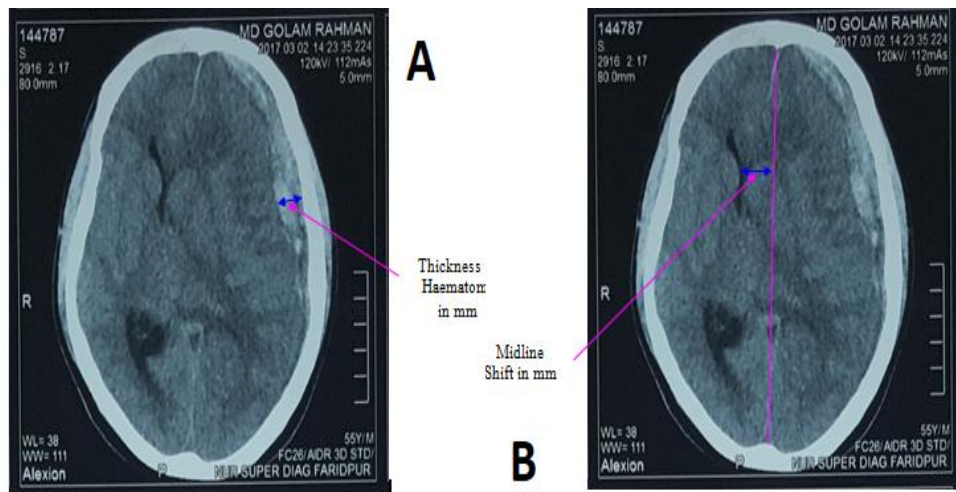 144787
S
2916 2.17
80.0mm
MD GOLAM RAHMAN
2017 03 02 14 23 35 224
120kV/ 112mAs
5.0mm
R
WL= 38
WW= 111
Alexion
P
55Y/M
FC26/AIDR 3D STD/
NUR SUPER DIAG FARIDPUR
A
Thickness
Haematom
in mm
144787
S
2916 2.17
80.0mm
MD GOLAM RAHMAN
2017 03 02 14 23 35 224
120kV/ 112mAs
5.0mm
R
WL= 38
WW= 111
Alexion
P
55Y/M
FC26/AIDR 3D STD/
NUR SUPER DIAG FARIDPUR
Midline
Shift in mm
B